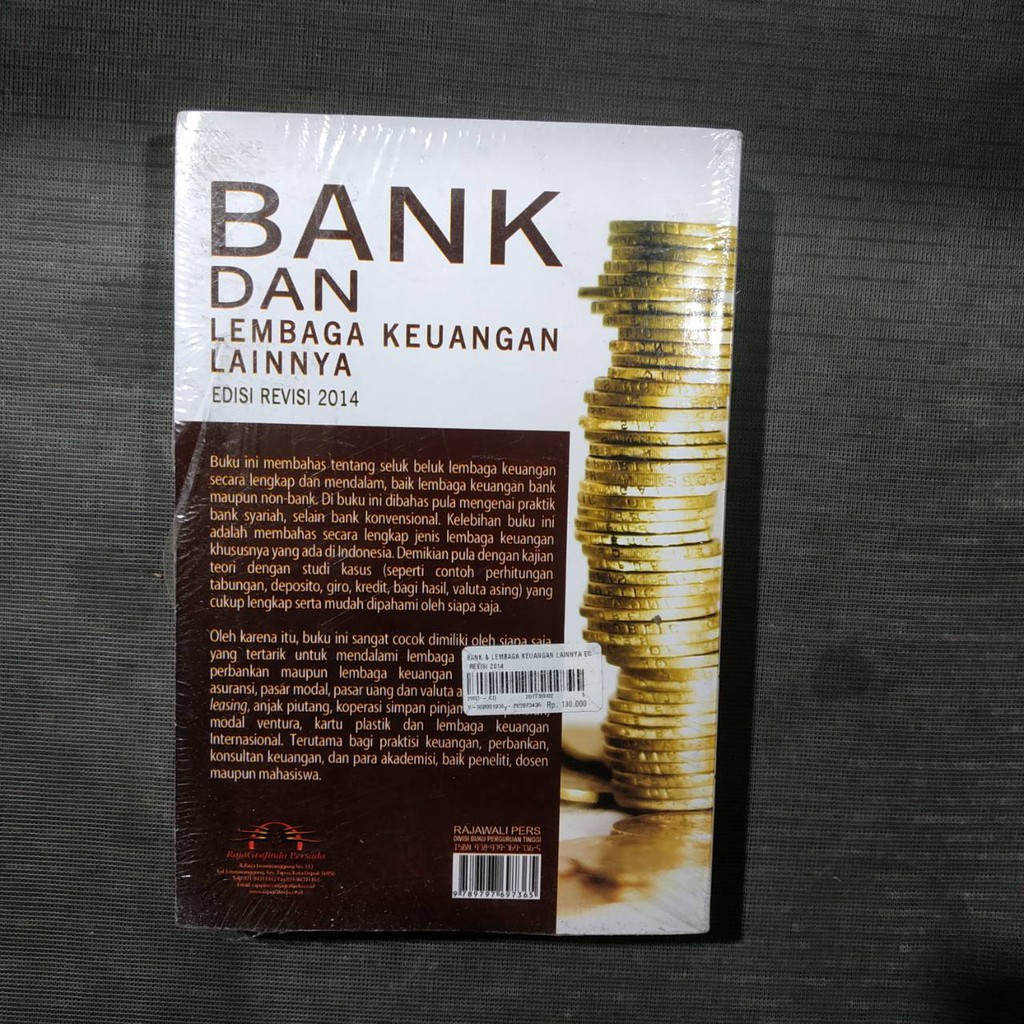 BANK
DAN
LEMBAGA KEUANGAN
LAINNYA
EDISI REVISI 2014
Buku ini membahas tentang seluk beluk lembaga keuangan
secara lengkap dan mendalam, baik lembaga keuangan bank
maupun non-bank. Di buku ini dibahas pula mengenai praktik
bank syariah, selain bank konvensional. Kelebihan buku ini
adalah membahas secara lengkap jenis lembaga keuangan
khususnya yang ada di Indonesia. Demikian pula dengan kajian
teori dengan studi kasus (seperti contoh perhitungan
tabungan, deposito, giro, kredit, bagi hasil, valuta asing) yang
cukup lengkap serta mudah dipahami oleh siapa saja.
Oleh karena itu, buku ini sangat cocok dimiliki oleh siapa saja
yang tertarik untuk mendalami lembaga
perbankan maupun lembaga keuangan
asuransi, pasar modal, pasar uang dan valuta
leasing, anjak piutang, koperasi simpan
modal ventura, kartu plastik dan lembaga keuangan
Internasional. Terutama bagi praktisi keuangan, perbankan,
konsultan keuangan, dan para akademisi, baik peneliti, dosen
maupun mahasiswa.
BANK & LEMBAGA KEUANGAN LAINNYA ED
REVISI 2014
Rp. 130.000
RajaGrafindo Persada
RAJAWALI PERS
DIVISI BUKU PERGURUAN TINGGI
ISBN 978-979-769-736-5
9789797697365